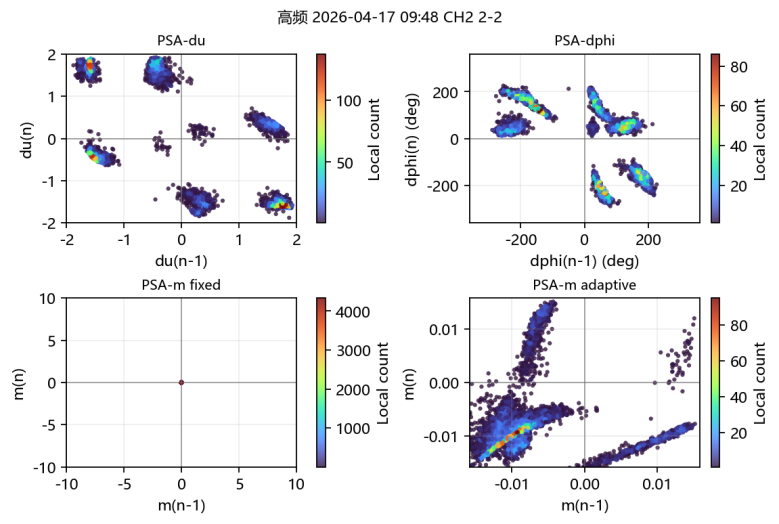 高频 2026-04-17 09:48 CH2 2-2
PSA-du
du(n)
2
1
0
-1
-2
-2 -1 0 1 2
du(n-1)
100
50
Local count
PSA-dphi
dphi(n) (deg)
200
0
-200
-200 0 200
dphi(n-1) (deg)
80
60
40
20
Local count
PSA-m fixed
m(n)
10
5
0
-5
-10
-10 -5 0 5 10
m(n-1)
4000
3000
2000
1000
Local count
PSA-m adaptive
m(n)
0.01
0.00
-0.01
-0.01 0.00 0.01
m(n-1)
80
60
40
20
Local count